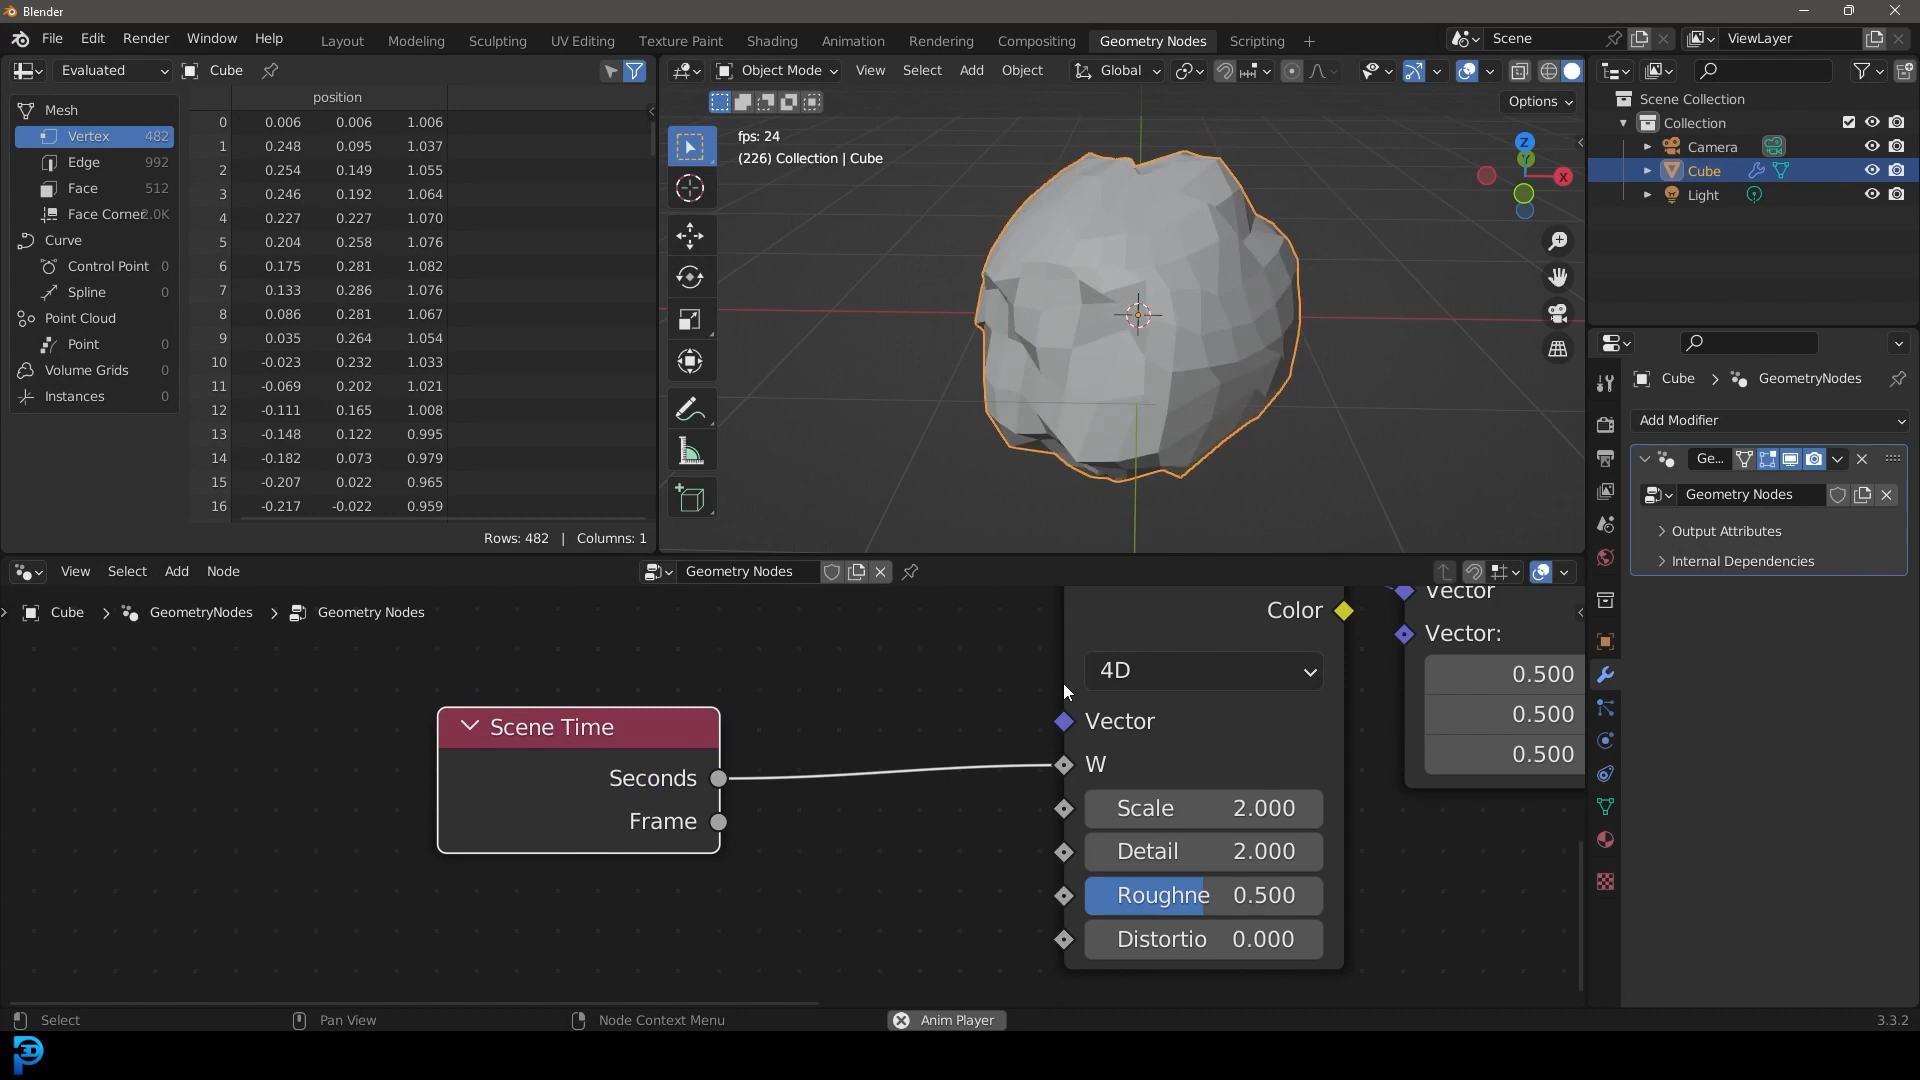 Blender
File Edit Render Window Help
Layout Modeling Sculpting UV Editing Texture Paint Shading Animation Rendering Compositing Geometry Nodes Scripting +
Scene
ViewLayer
Evaluated
Cube
Object Mode View Select Add Object Global
Options
position
Mesh
Vertex 482
Edge 992
Face 512
Face Corner 2.0K
Curve
Control Point 0
Spline 0
Point Cloud
Point 0
Volume Grids 0
Instances 0
0 0.006 0.006 1.006
1 0.248 0.095 1.037
2 0.254 0.149 1.055
3 0.246 0.192 1.064
4 0.227 0.227 1.070
5 0.204 0.258 1.076
6 0.175 0.281 1.082
7 0.133 0.286 1.076
8 0.086 0.281 1.067
9 0.035 0.264 1.054
10 -0.023 0.232 1.033
11 -0.069 0.202 1.021
12 -0.111 0.165 1.008
13 -0.148 0.122 0.995
14 -0.182 0.073 0.979
15 -0.207 0.022 0.965
16 -0.217 -0.022 0.959
Rows: 482 | Columns: 1
fps: 24
(226) Collection | Cube
Z
X
Scene Collection
Collection
Camera
Cube
Light
Cube > GeometryNodes
Add Modifier
Ge...
Geometry Nodes
Output Attributes
Internal Dependencies
View Select Add Node
Geometry Nodes
Cube > GeometryNodes > Geometry Nodes
Scene Time
Seconds
Frame
Color
4D
Vector
W
Scale 2.000
Detail 2.000
Roughne 0.500
Distortio 0.000
Vector
Vector:
0.500
0.500
0.500
Select
Pan View
Node Context Menu
Anim Player
3.3.2